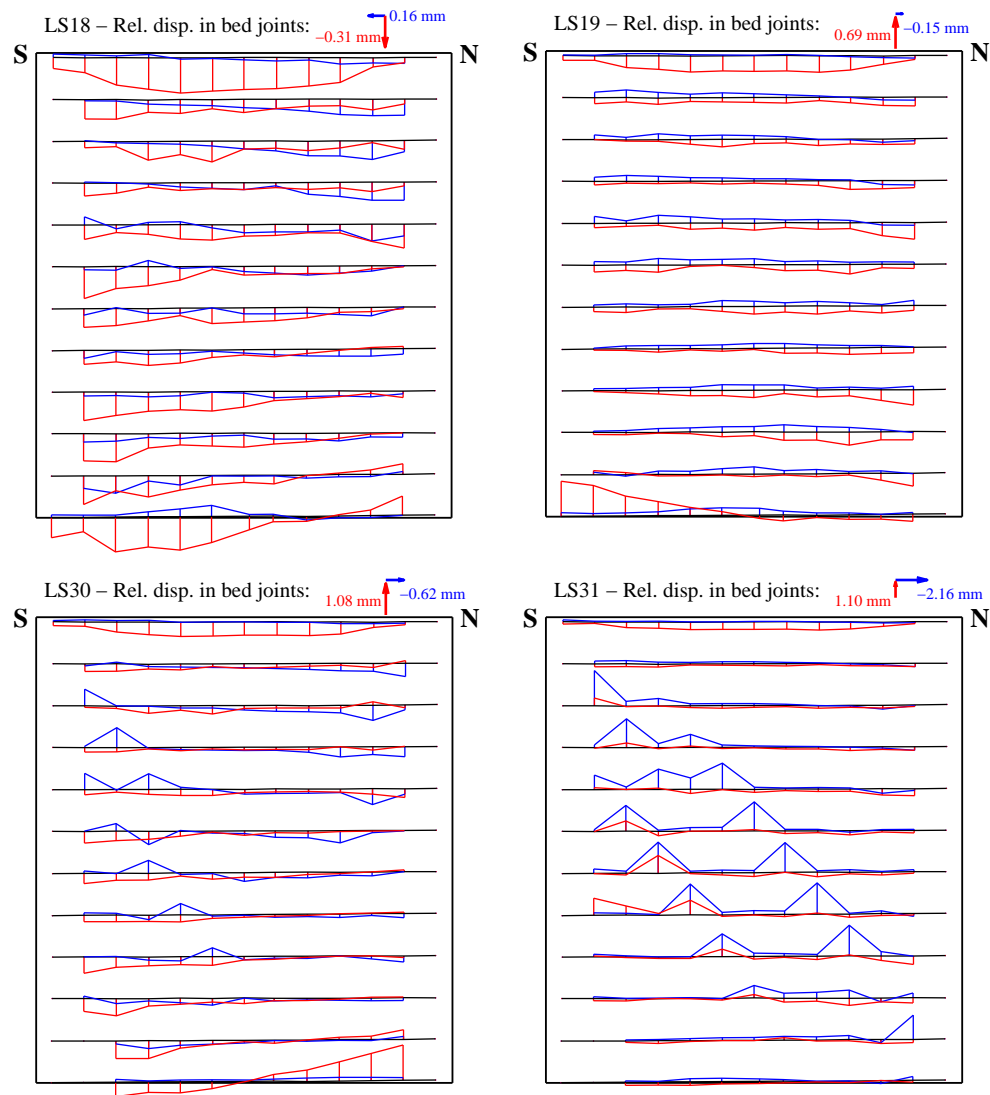 LS18 – Rel. disp. in bed joints:
0.16 mm
−0.31 mm
S
N
LS19 – Rel. disp. in bed joints:
0.69 mm
−0.15 mm
S
N
LS30 – Rel. disp. in bed joints:
1.08 mm
−0.62 mm
S
N
LS31 – Rel. disp. in bed joints:
1.10 mm
−2.16 mm
S
N